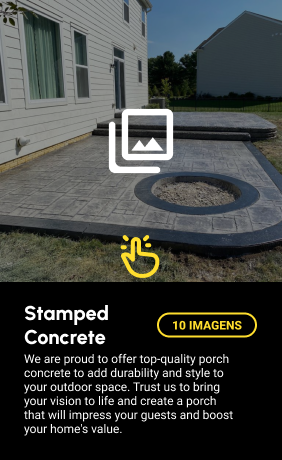 Stamped
Concrete
10 IMAGENS
We are proud to offer top-quality porch
concrete to add durability and style to
your outdoor space. Trust us to bring
your vision to life and create a porch
that will impress your guests and boost
your home's value.